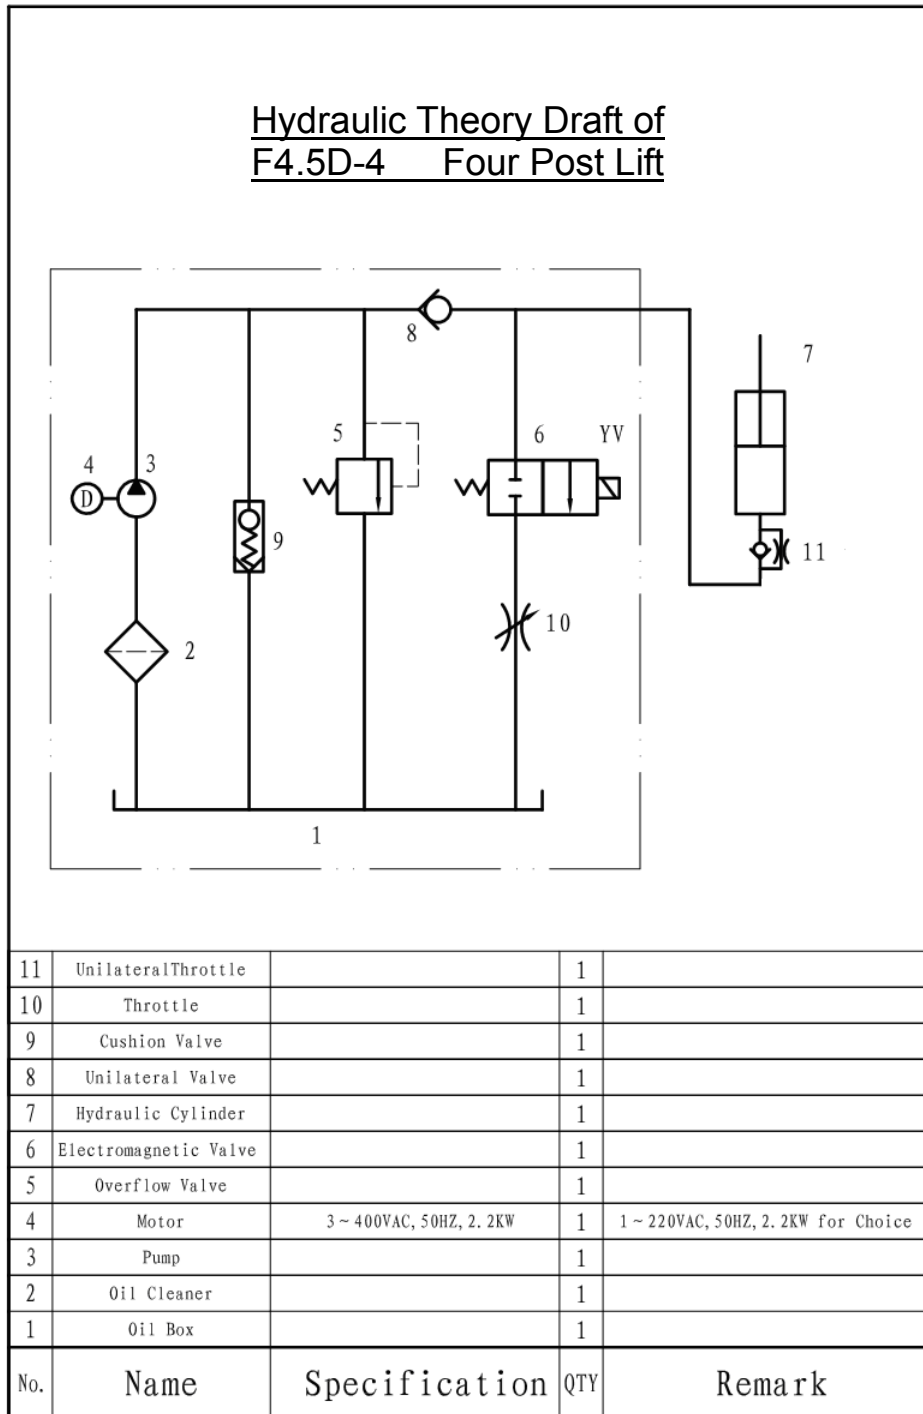 Hydraulic Theory Draft of
F4.5D-4 Four Post Lift
8
7
5
6 YV
4 3
D
9
11
10
2
1
11 UnilateralThrottle 1
10 Throttle 1
9 Cushion Valve 1
8 Unilateral Valve 1
7 Hydraulic Cylinder 1
6 Electromagnetic Valve 1
5 Overflow Valve 1
4 Motor 3~400VAC, 50HZ, 2.2KW 1 1~220VAC, 50HZ, 2.2KW for Choice
3 Pump 1
2 Oil Cleaner 1
1 Oil Box 1
No. Name Specification QTY Remark